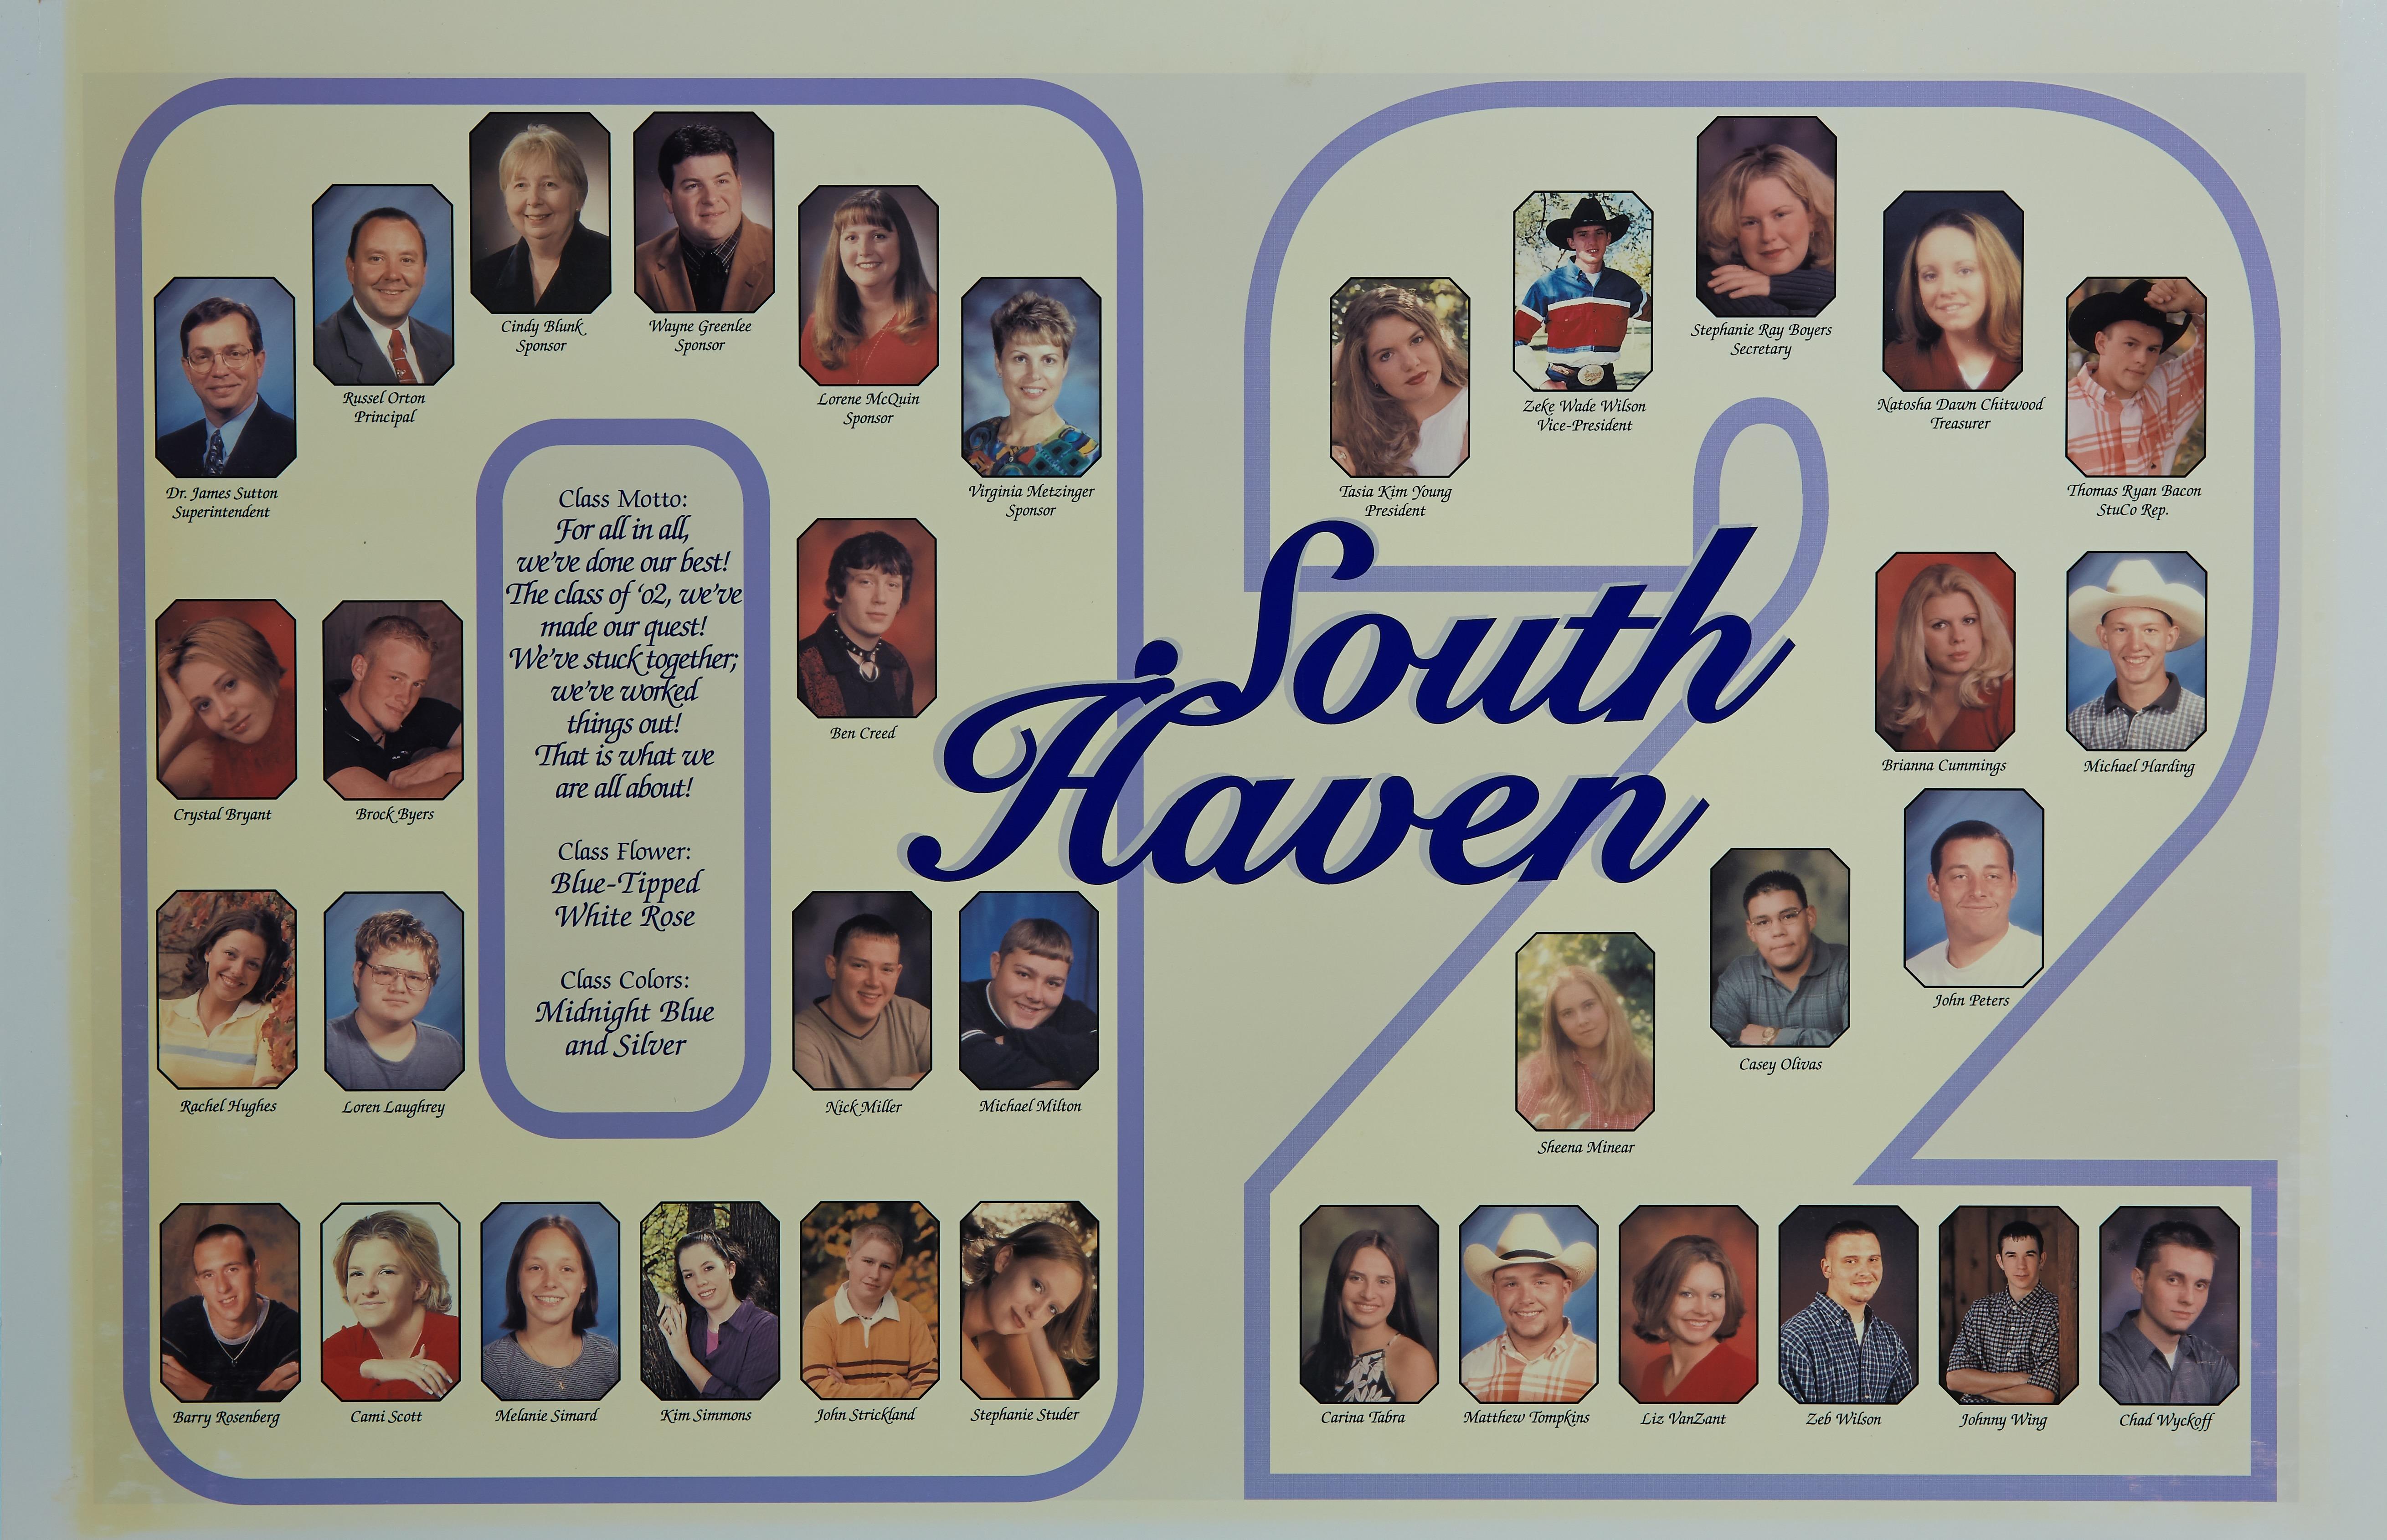 Cindy Blunk
Sponsor
Wayne Greenlee
Sponsor
Russel Orton
Principal
Lorene McQuin
Sponsor
Dr. James Sutton
Superintendent
Virginia Metzinger
Sponsor
Class Motto:
For all in all,
we've done our best!
The class of '02, we've
made our quest!
We've stuck together;
we've worked
things out!
That is what we
are all about!
Class Flower:
Blue-Tipped
White Rose
Class Colors:
Midnight Blue
and Silver
Ben Creed
Crystal Bryant
Brock Byers
Rachel Hughes
Loren Laughrey
Nick Miller
Michael Milton
Barry Rosenberg
Cami Scott
Melanie Simard
Kim Simmons
John Strickland
Stephanie Studer
South
Haven
Stephanie Ray Boyers
Secretary
Zeke Wade Wilson
Vice-President
Natosha Dawn Chitwood
Treasurer
Tasia Kim Young
President
Thomas Ryan Bacon
StuCo Rep.
Brianna Cummings
Michael Harding
John Peters
Casey Olivas
Sheena Minear
Carina Tabra
Matthew Tompkins
Liz VanZant
Zeb Wilson
Johnny Wing
Chad Wyckoff